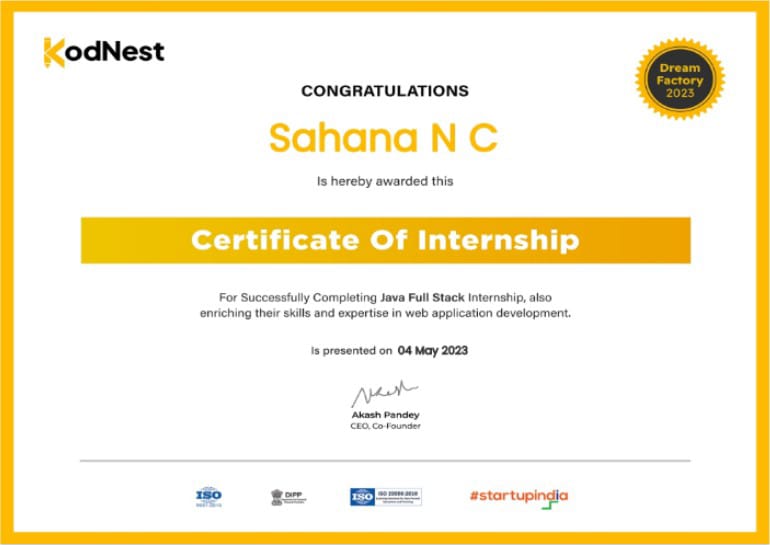 KodNest
Dream
Factory
2023
CONGRATULATIONS
Sahana N C
Is hereby awarded this
Certificate Of Internship
For Successfully Completing Java Full Stack Internship, also
enriching their skills and expertise in web application development.
Is presented on 04 May 2023
Akash Pandey
CEO, Co-Founder
ISO
DIPP
ISO
#startupindia